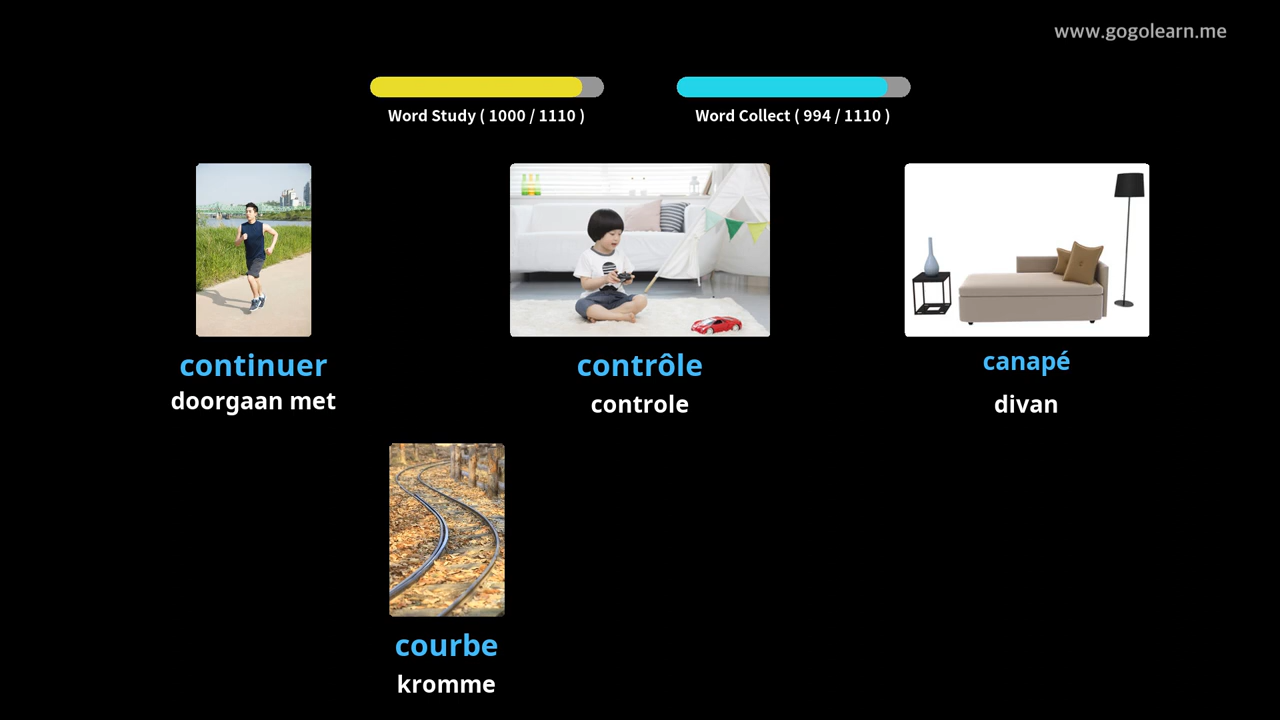 www.gogolearn.me
Word Study ( 1000 / 1110 )
Word Collect ( 994 / 1110 )
continuer
doorgaan met
contrôle
controle
canapé
divan
courbe
kromme